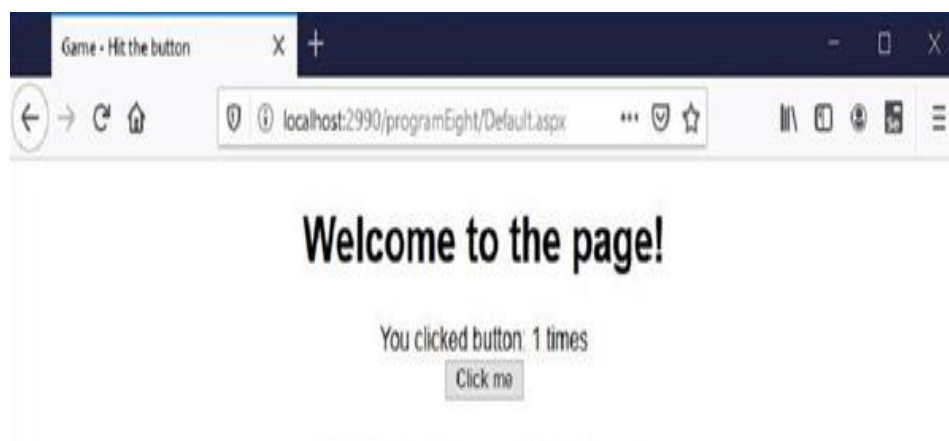 Game - Hit the button
localhost:2990/programEight/Default.aspx
Welcome to the page!
You clicked button: 1 times
Click me